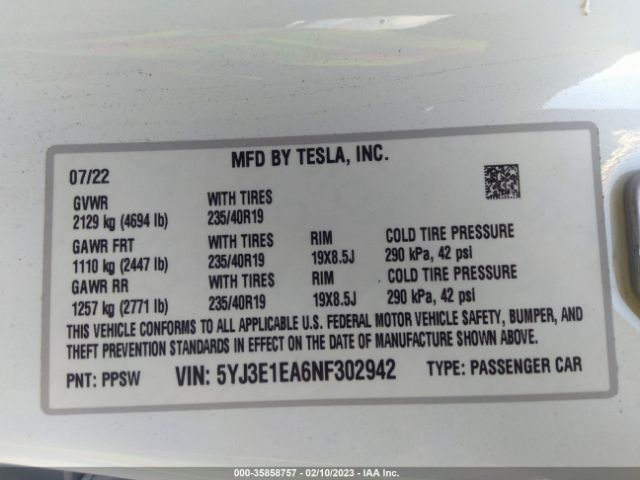 MFD BY TESLA, INC.
07/22
GVWR WITH TIRES
2129 kg (4694 lb) 235/40R19
GAWR FRT WITH TIRES RIM COLD TIRE PRESSURE
1110 kg (2447 lb) 235/40R19 19X8.5J 290 kPa, 42 psi
GAWR RR WITH TIRES RIM COLD TIRE PRESSURE
1257 kg (2771 lb) 235/40R19 19X8.5J 290 kPa, 42 psi
THIS VEHICLE CONFORMS TO ALL APPLICABLE U.S. FEDERAL MOTOR VEHICLE SAFETY, BUMPER, AND
THEFT PREVENTION STANDARDS IN EFFECT ON THE DATE OF MANUFACTURE SHOWN ABOVE.
PNT: PPSW VIN: 5YJ3E1EA6NF302942 TYPE: PASSENGER CAR
000-35858757 - 02/10/2023 - IAA Inc.